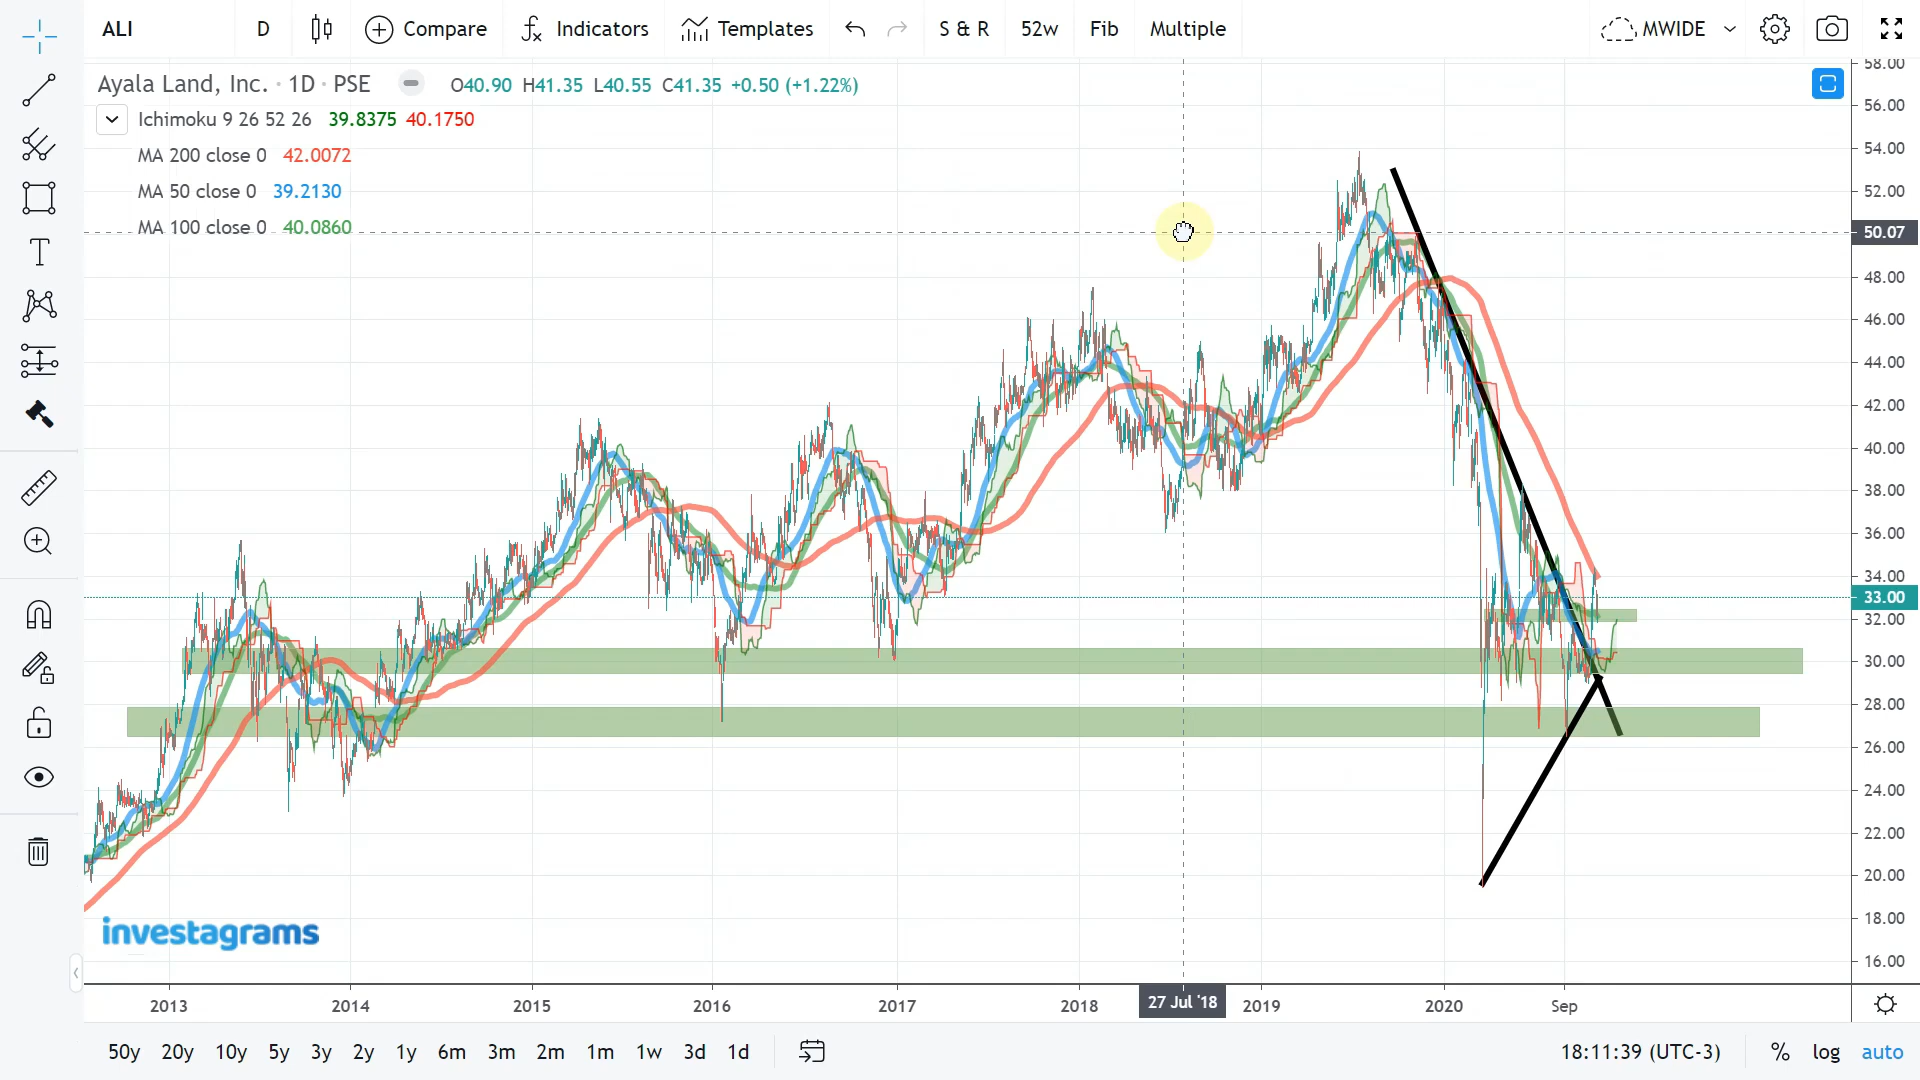 ALI D Compare Indicators Templates S & R 52w Fib Multiple MWIDE
Ayala Land, Inc. · 1D · PSE O40.90 H41.35 L40.55 C41.35 +0.50 (+1.22%)
Ichimoku 9 26 52 26 39.8375 40.1750
MA 200 close 0 42.0072
MA 50 close 0 39.2130
MA 100 close 0 40.0860
58.00
56.00
54.00
52.00
50.07
48.00
46.00
44.00
42.00
40.00
38.00
36.00
34.00
33.00
32.00
30.00
28.00
26.00
24.00
22.00
20.00
18.00
16.00
investagrams
2013 2014 2015 2016 2017 2018 27 Jul '18 2019 2020 Sep
50y 20y 10y 5y 3y 2y 1y 6m 3m 2m 1m 1w 3d 1d 18:11:39 (UTC-3) % log auto